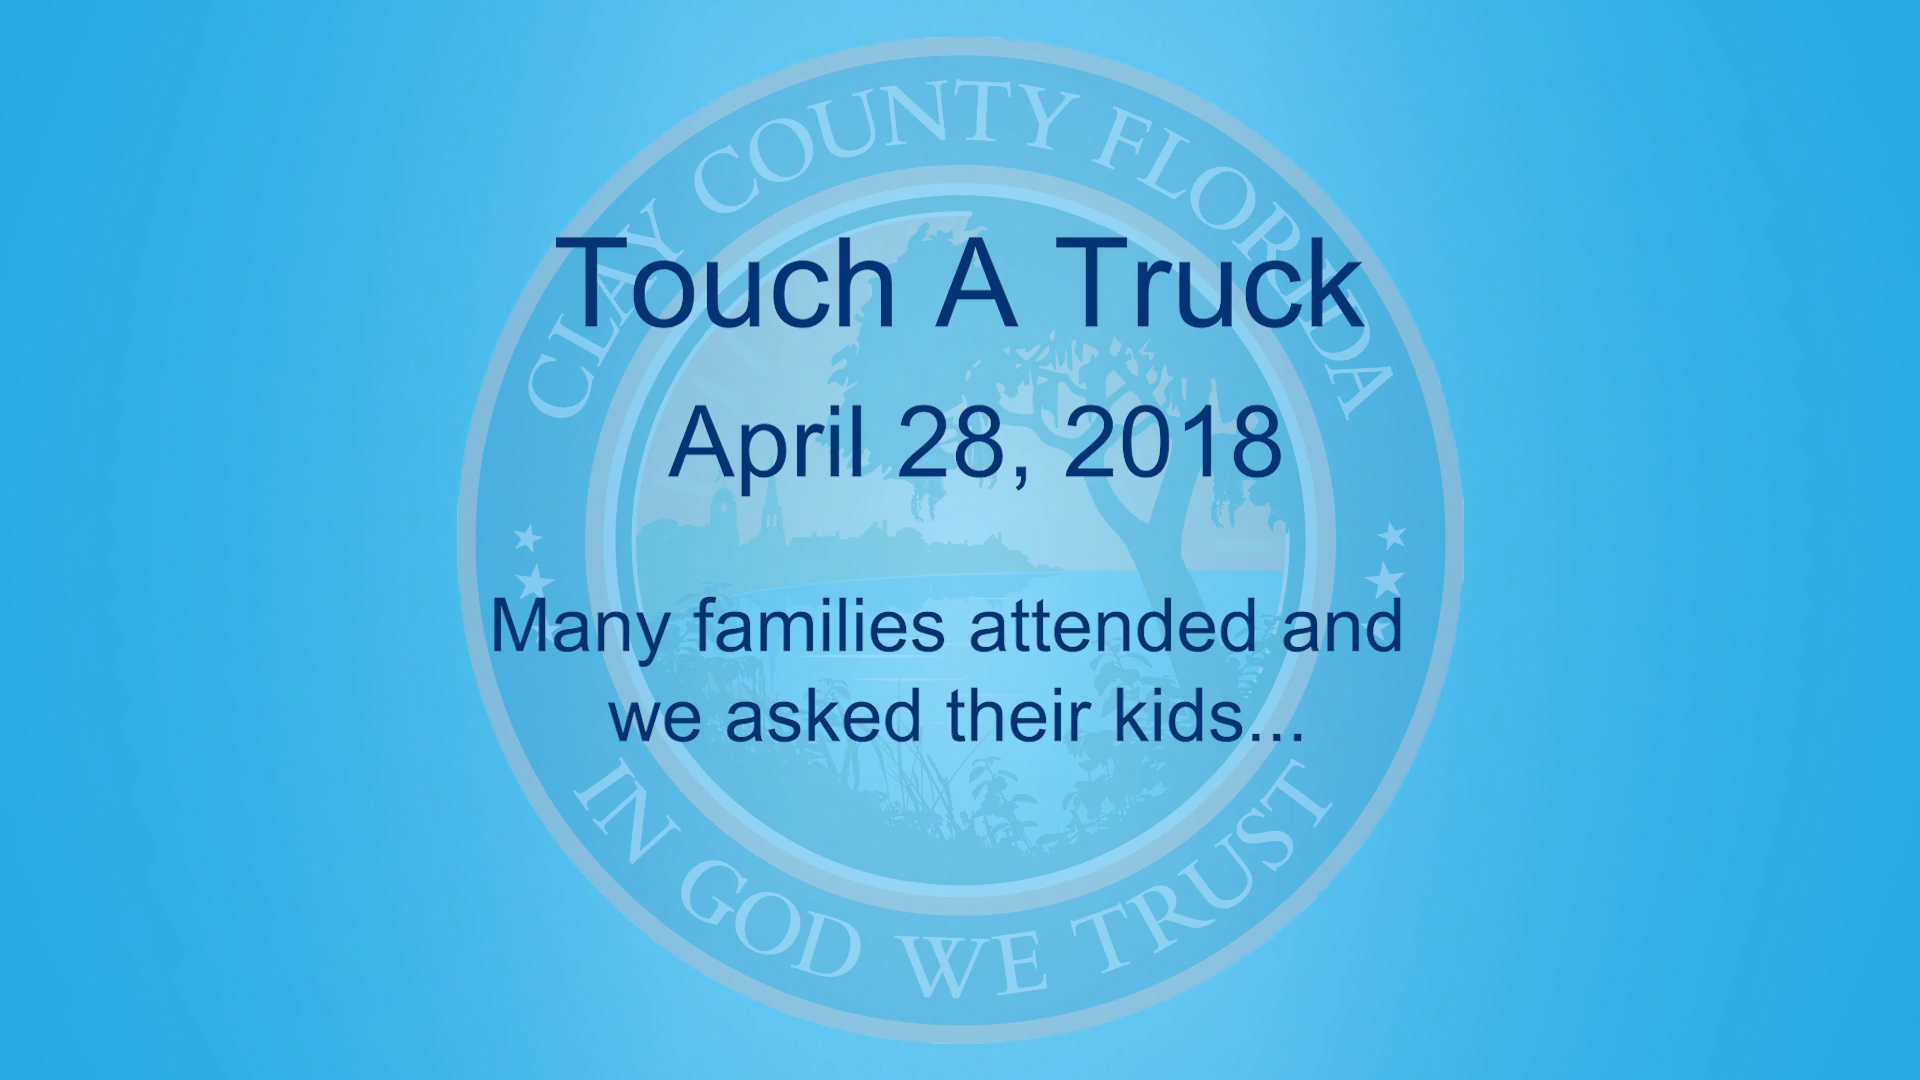 CLAY COUNTY FLORIDA
Touch A Truck
April 28, 2018
Many families attended and
we asked their kids...
IN GOD WE TRUST